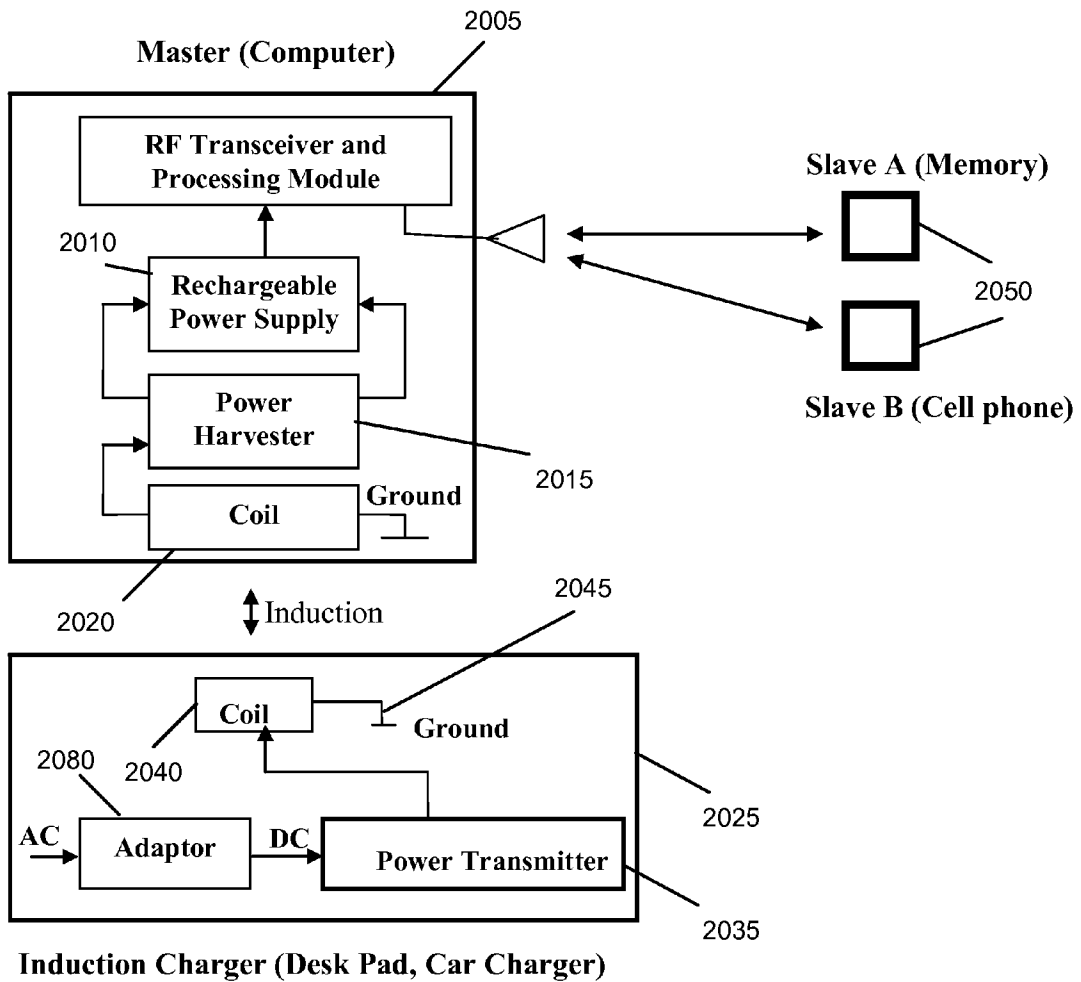 2005
Master (Computer)
RF Transceiver and
Processing Module
Slave A (Memory)
2010
Rechargeable
Power Supply
2050
Power
Harvester
Slave B (Cell phone)
2015
Ground
Coil
2020
Induction
2045
Coil
Ground
2040
2080
2025
AC
Adaptor
DC
Power Transmitter
2035
Induction Charger (Desk Pad, Car Charger)